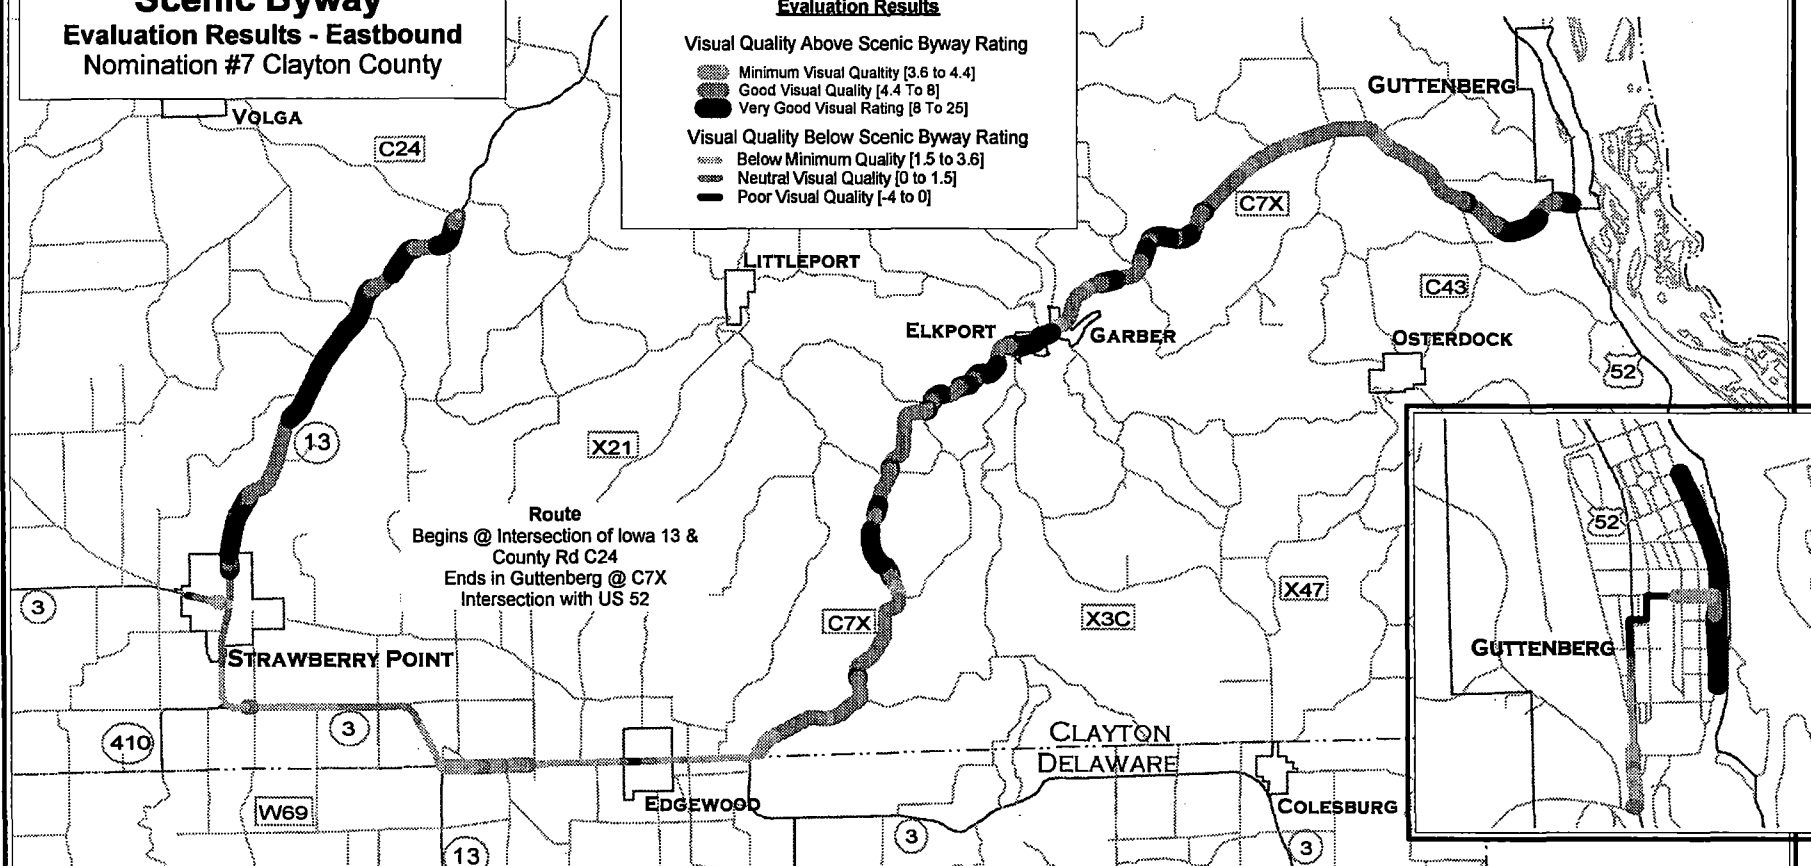 Scenic Byway
Evaluation Results - Eastbound
Nomination #7 Clayton County
Evaluation Results
Visual Quality Above Scenic Byway Rating
Minimum Visual Qualtity [3.6 to 4.4]
Good Visual Quality [4.4 To 8]
Very Good Visual Rating [8 To 25]
Visual Quality Below Scenic Byway Rating
Below Minimum Quality [1.5 to 3.6]
Neutral Visual Quality [0 to 1.5]
Poor Visual Quality [-4 to 0]
VOLGA
C24
GUTTENBERG
C7X
LITTLEPORT
C43
ELKPORT
GARBER
OSTERDOCK
52
13
X21
Route
Begins @ Intersection of Iowa 13 &
County Rd C24
Ends in Guttenberg @ C7X
Intersection with US 52
52
3
C7X
X3C
X47
STRAWBERRY POINT
GUTTENBERG
410
3
CLAYTON
DELAWARE
W69
EDGEWOOD
COLESBURG
13
3
3